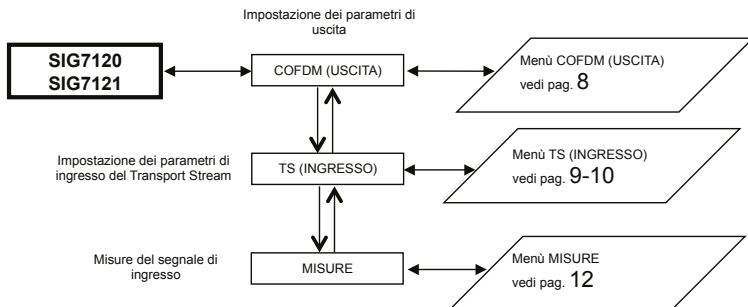 Impostazione dei parametri di
uscita
SIG7120
SIG7121
COFDM (USCITA)
Menù COFDM (USCITA)
vedi pag. 8
Impostazione dei parametri di
ingresso del Transport Stream
TS (INGRESSO)
Menù TS (INGRESSO)
vedi pag. 9-10
Misure del segnale di
ingresso
MISURE
Menù MISURE
vedi pag. 12